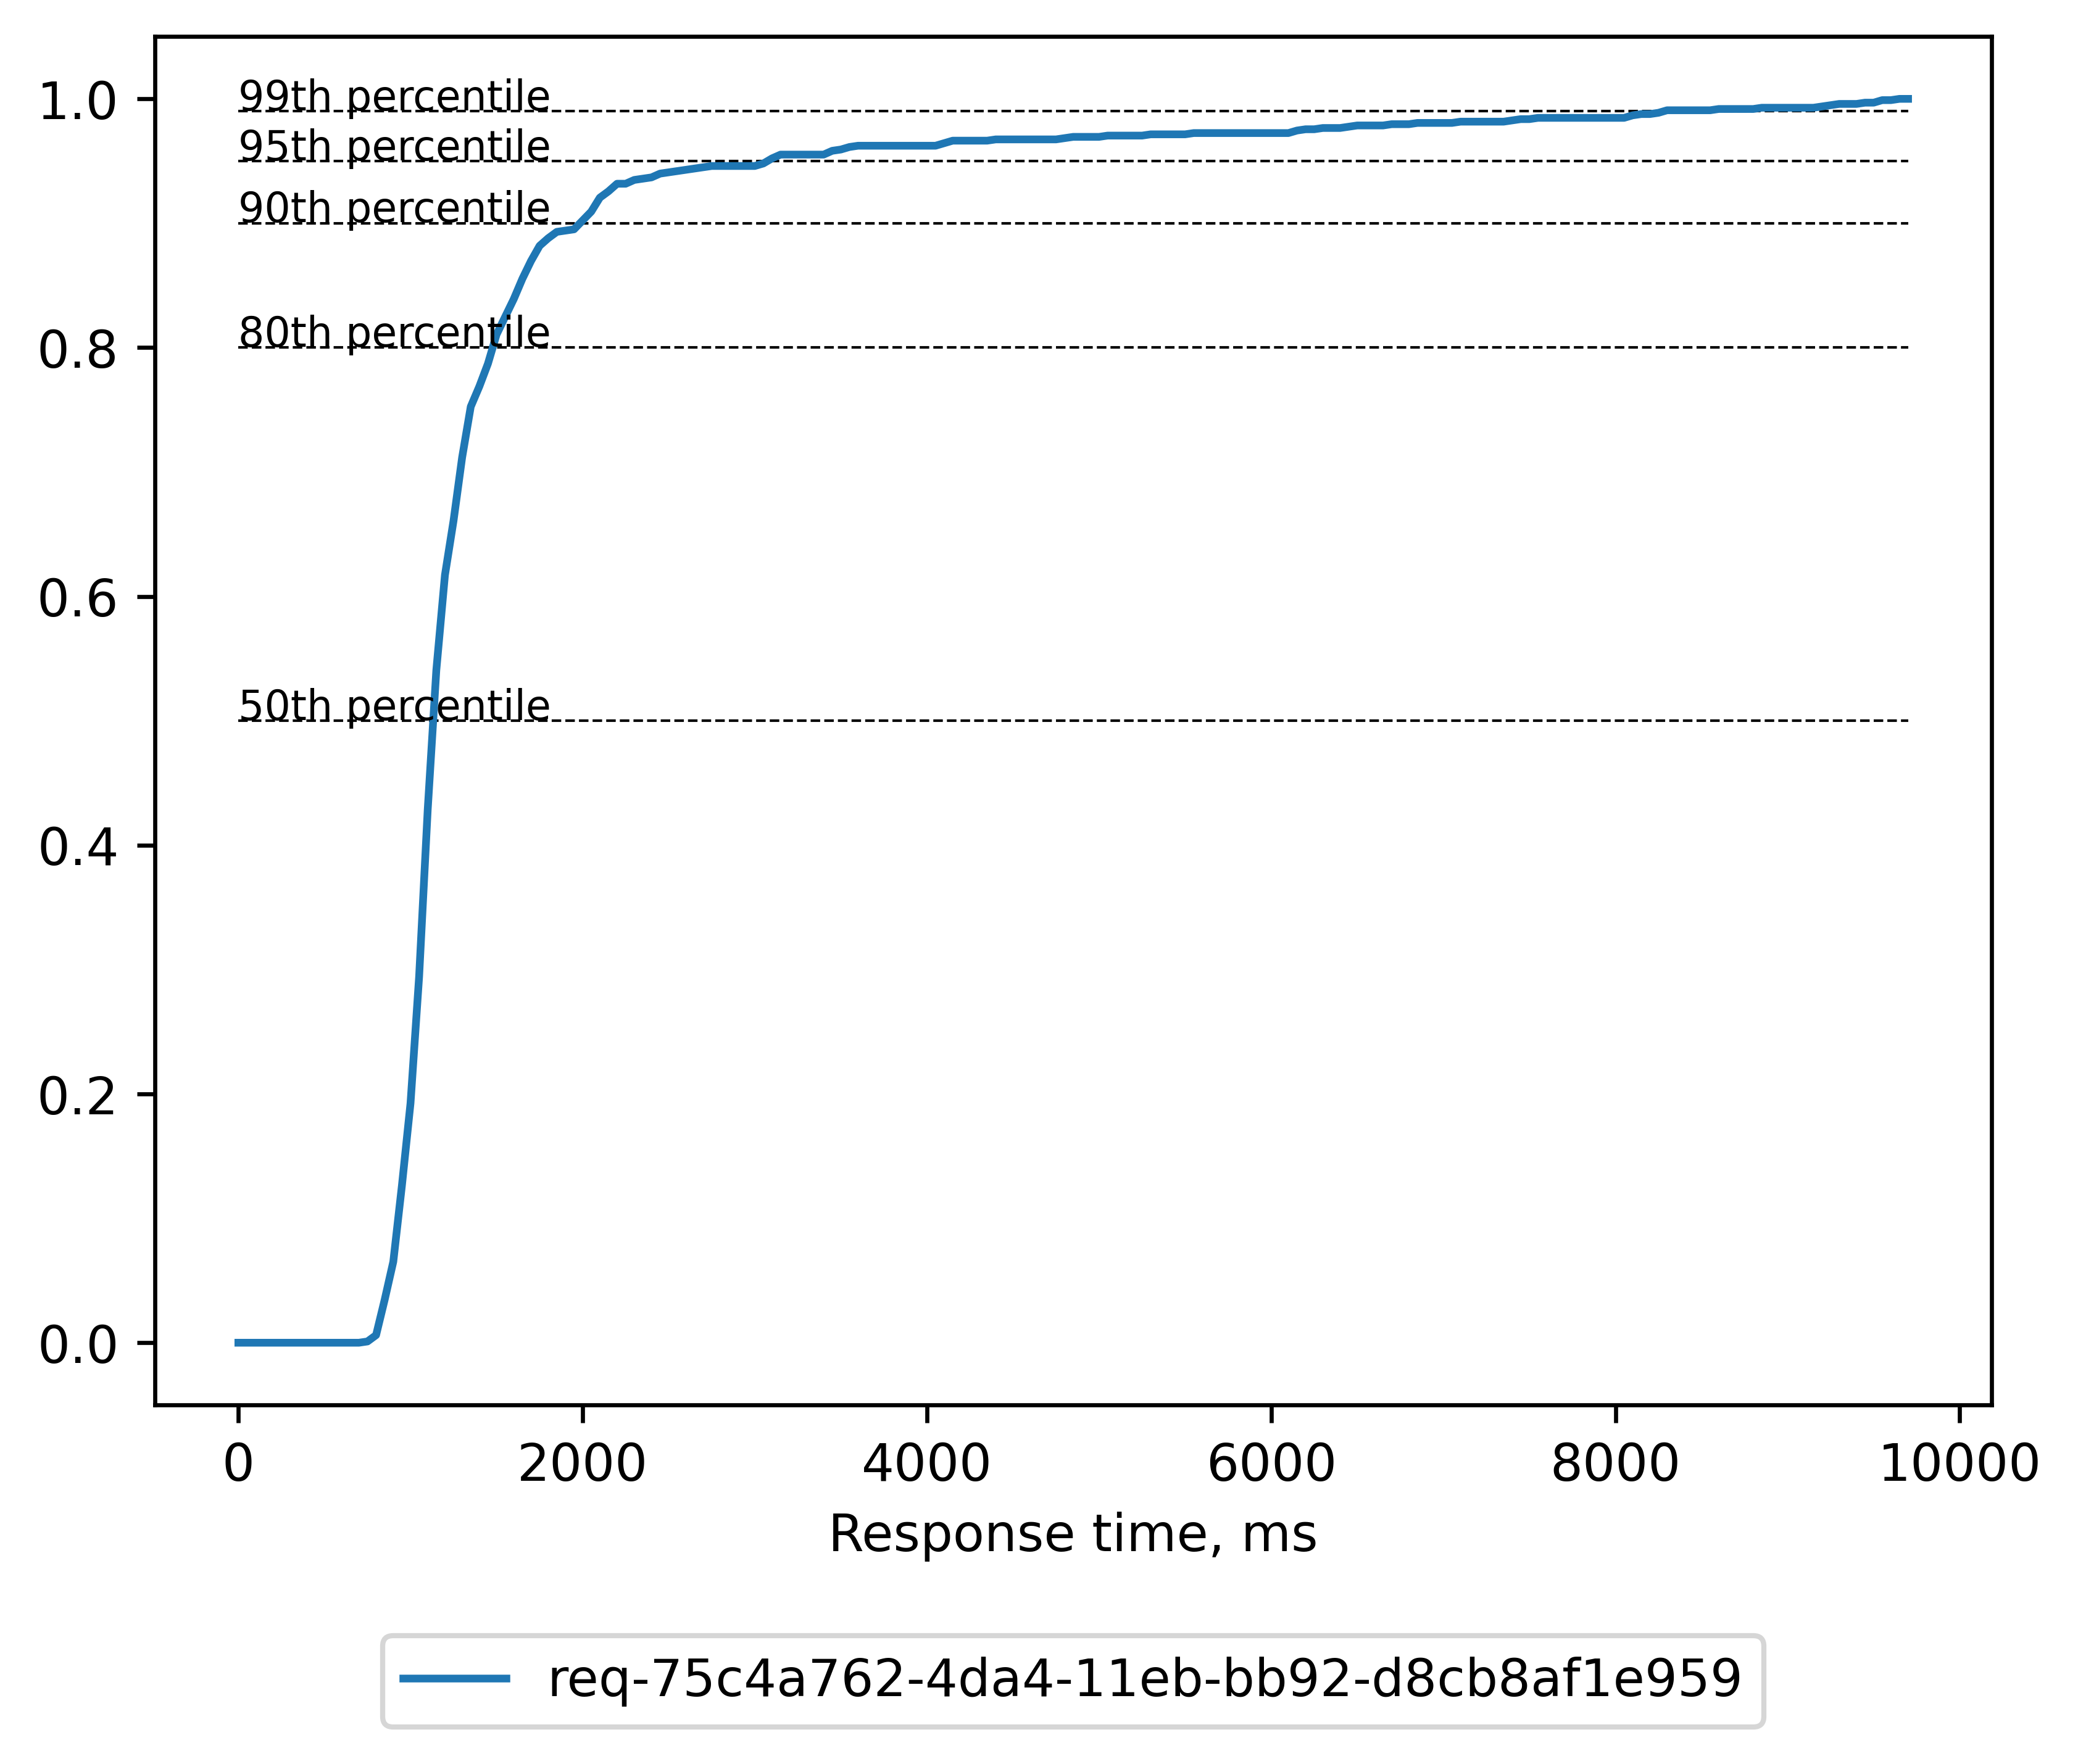 99th percentile
1.0
95th percentile
90th percentile
80th percentile
0.8
0.6
50th percentile
0.4
0.2
0.0
0 2000 4000 6000 8000 10000
Response time, ms
req-75c4a762-4da4-11eb-bb92-d8cb8af1e959